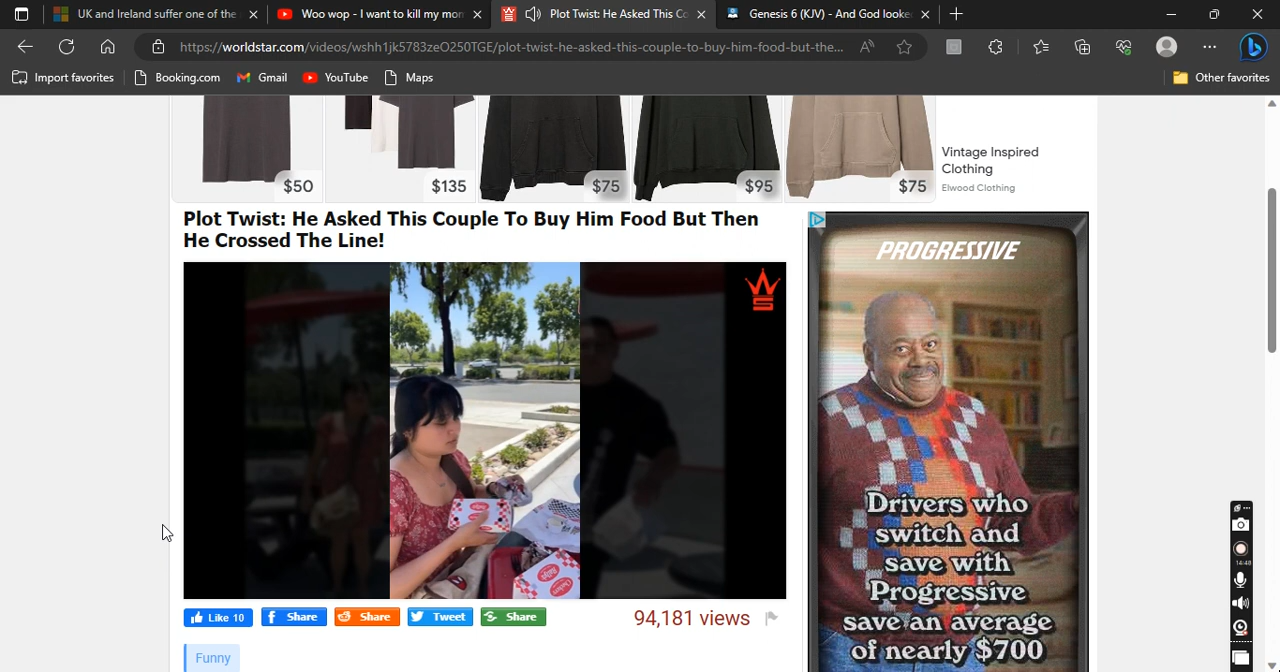 UK and Ireland suffer one of the
Woo wop - I want to kill my mom
Plot Twist: He Asked This Co
Genesis 6 (KJV) - And God looke
https://worldstar.com/videos/wshh1jk5783zeO250TGE/plot-twist-he-asked-this-couple-to-buy-him-food-but-the...
Import favorites
Booking.com
Gmail
YouTube
Maps
Other favorites
$50
$135
$75
$95
$75
Vintage Inspired
Clothing
Elwood Clothing
Plot Twist: He Asked This Couple To Buy Him Food But Then
He Crossed The Line!
PROGRESSIVE
Drivers who
switch and
save with
Progressive
save an average
of nearly $700
14:48
Like 10
Share
Share
Tweet
Share
94,181 views
Funny